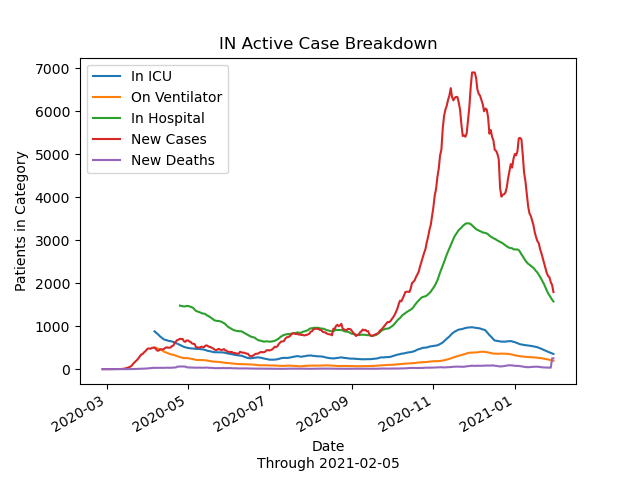 IN Active Case Breakdown
In ICU
On Ventilator
In Hospital
New Cases
New Deaths
Patients in Category
7000
6000
5000
4000
3000
2000
1000
0
2020-03
2020-05
2020-07
2020-09
2020-11
2021-01
Date
Through 2021-02-05